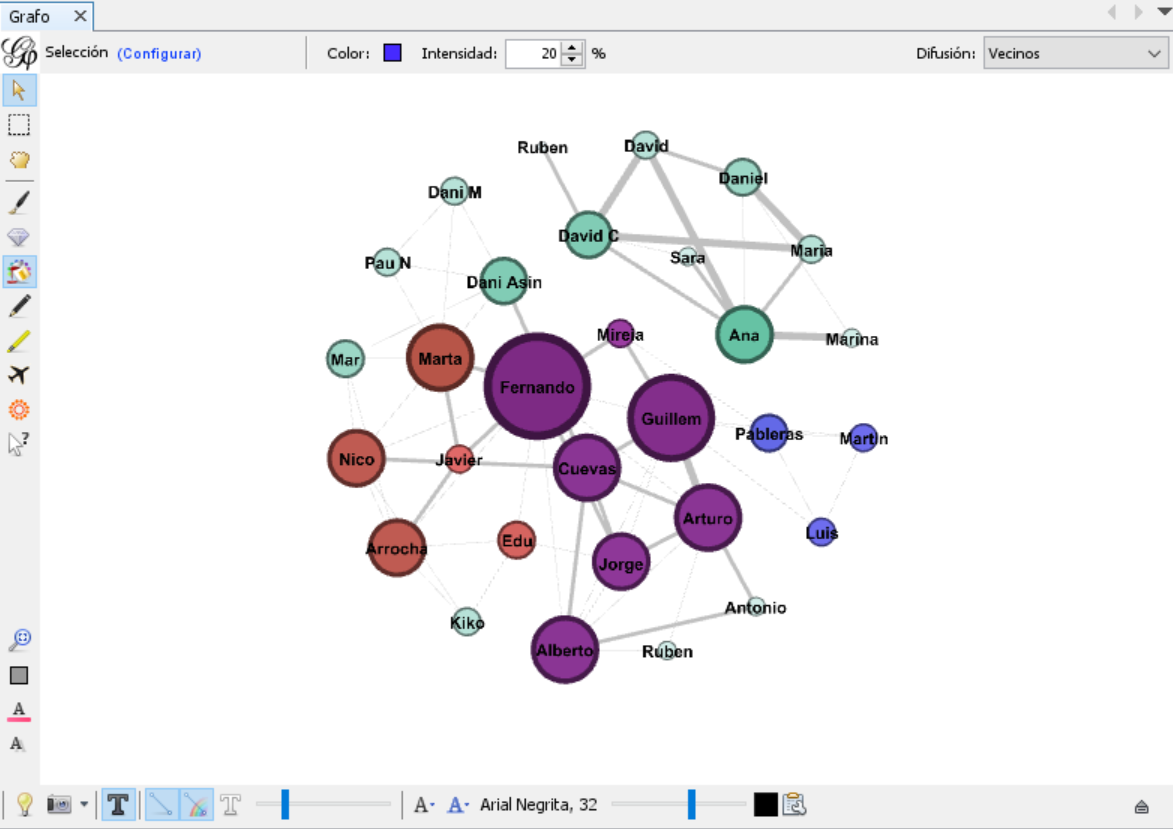 Grafo
Selección (Configurar) Color: Intensidad: 20 % Difusión: Vecinos
Ruben
David
Daniel
Dani M
David C
Maria
Sara
Pau N
Dani Asin
Mireia
Ana
Marina
Mar
Marta
Fernando
Guillem
Pableras
Martin
Nico
Javier
Cuevas
Arturo
Luis
Arrocha
Edu
Jorge
Antonio
Kiko
Alberto
Ruben
A
A
T T A A Arial Negrita, 32